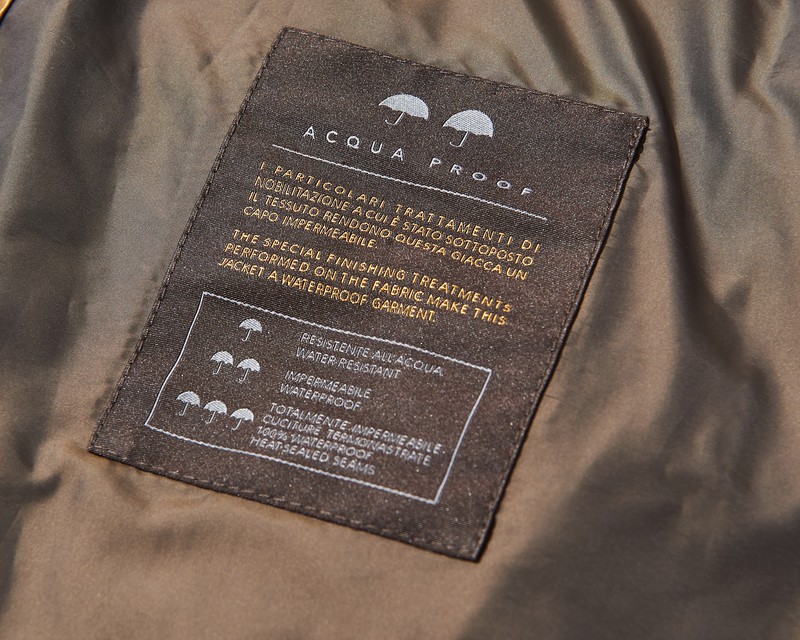 ACQUA PROOF
I PARTICOLARI TRATTAMENTI DI
NOBILITAZIONE A CUI È STATO SOTTOPOSTO
IL TESSUTO RENDONO QUESTA GIACCA UN
CAPO IMPERMEABILE.
THE SPECIAL FINISHING TREATMENTS
PERFORMED ON THE FABRIC MAKE THIS
JACKET A WATERPROOF GARMENT.
RESISTENTE ALL'ACQUA
WATER-RESISTANT
IMPERMEABILE
WATERPROOF
TOTALMENTE IMPERMEABILE-
CUCITURE TERMONASTRATE
100% WATERPROOF
HEAT-SEALED SEAMS